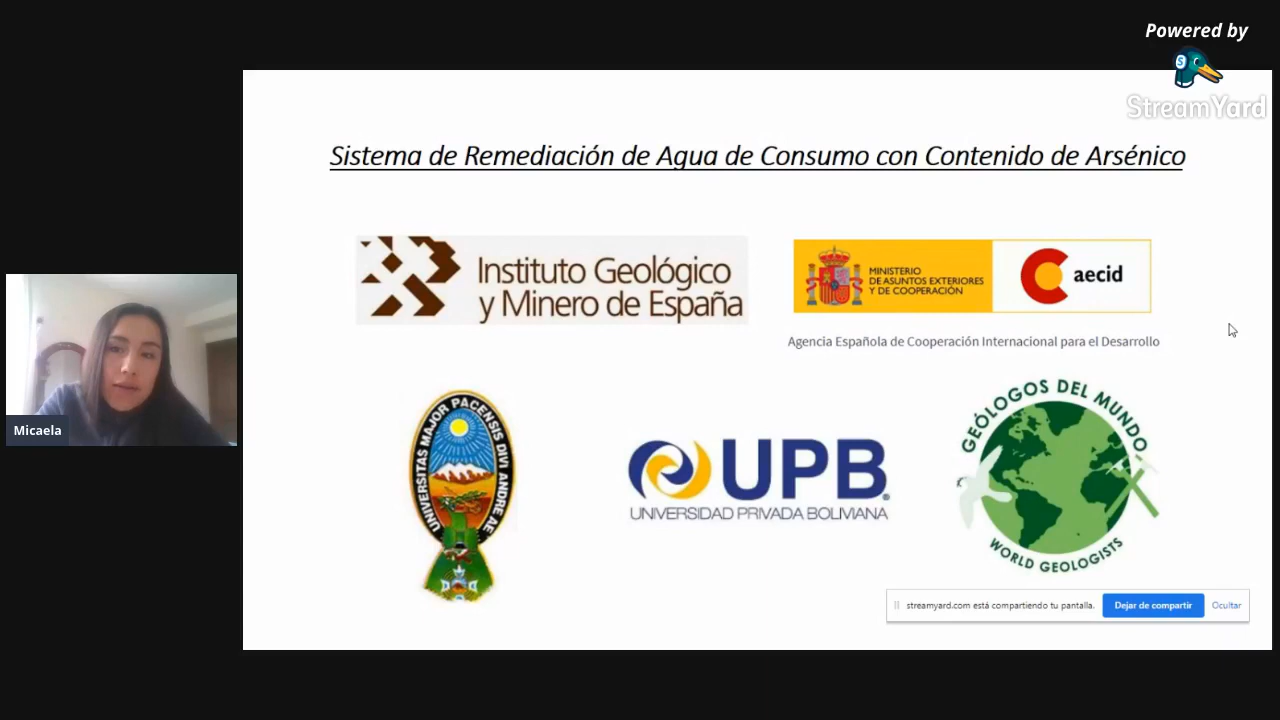 Powered by
StreamYard
Sistema de Remediación de Agua de Consumo con Contenido de Arsénico
Instituto Geológico
y Minero de España
MINISTERIO
DE ASUNTOS EXTERIORES
Y DE COOPERACIÓN
aecid
Agencia Española de Cooperación Internacional para el Desarrollo
Micaela
UNIVERSITAS MAJOR PACENSIS DIVI ANDRE AE
UPB
UNIVERSIDAD PRIVADA BOLIVIANA
GEÓLOGOS DEL MUNDO
WORLD GEOLOGISTS
streamyard.com está compartiendo tu pantalla.
Dejar de compartir
Ocultar